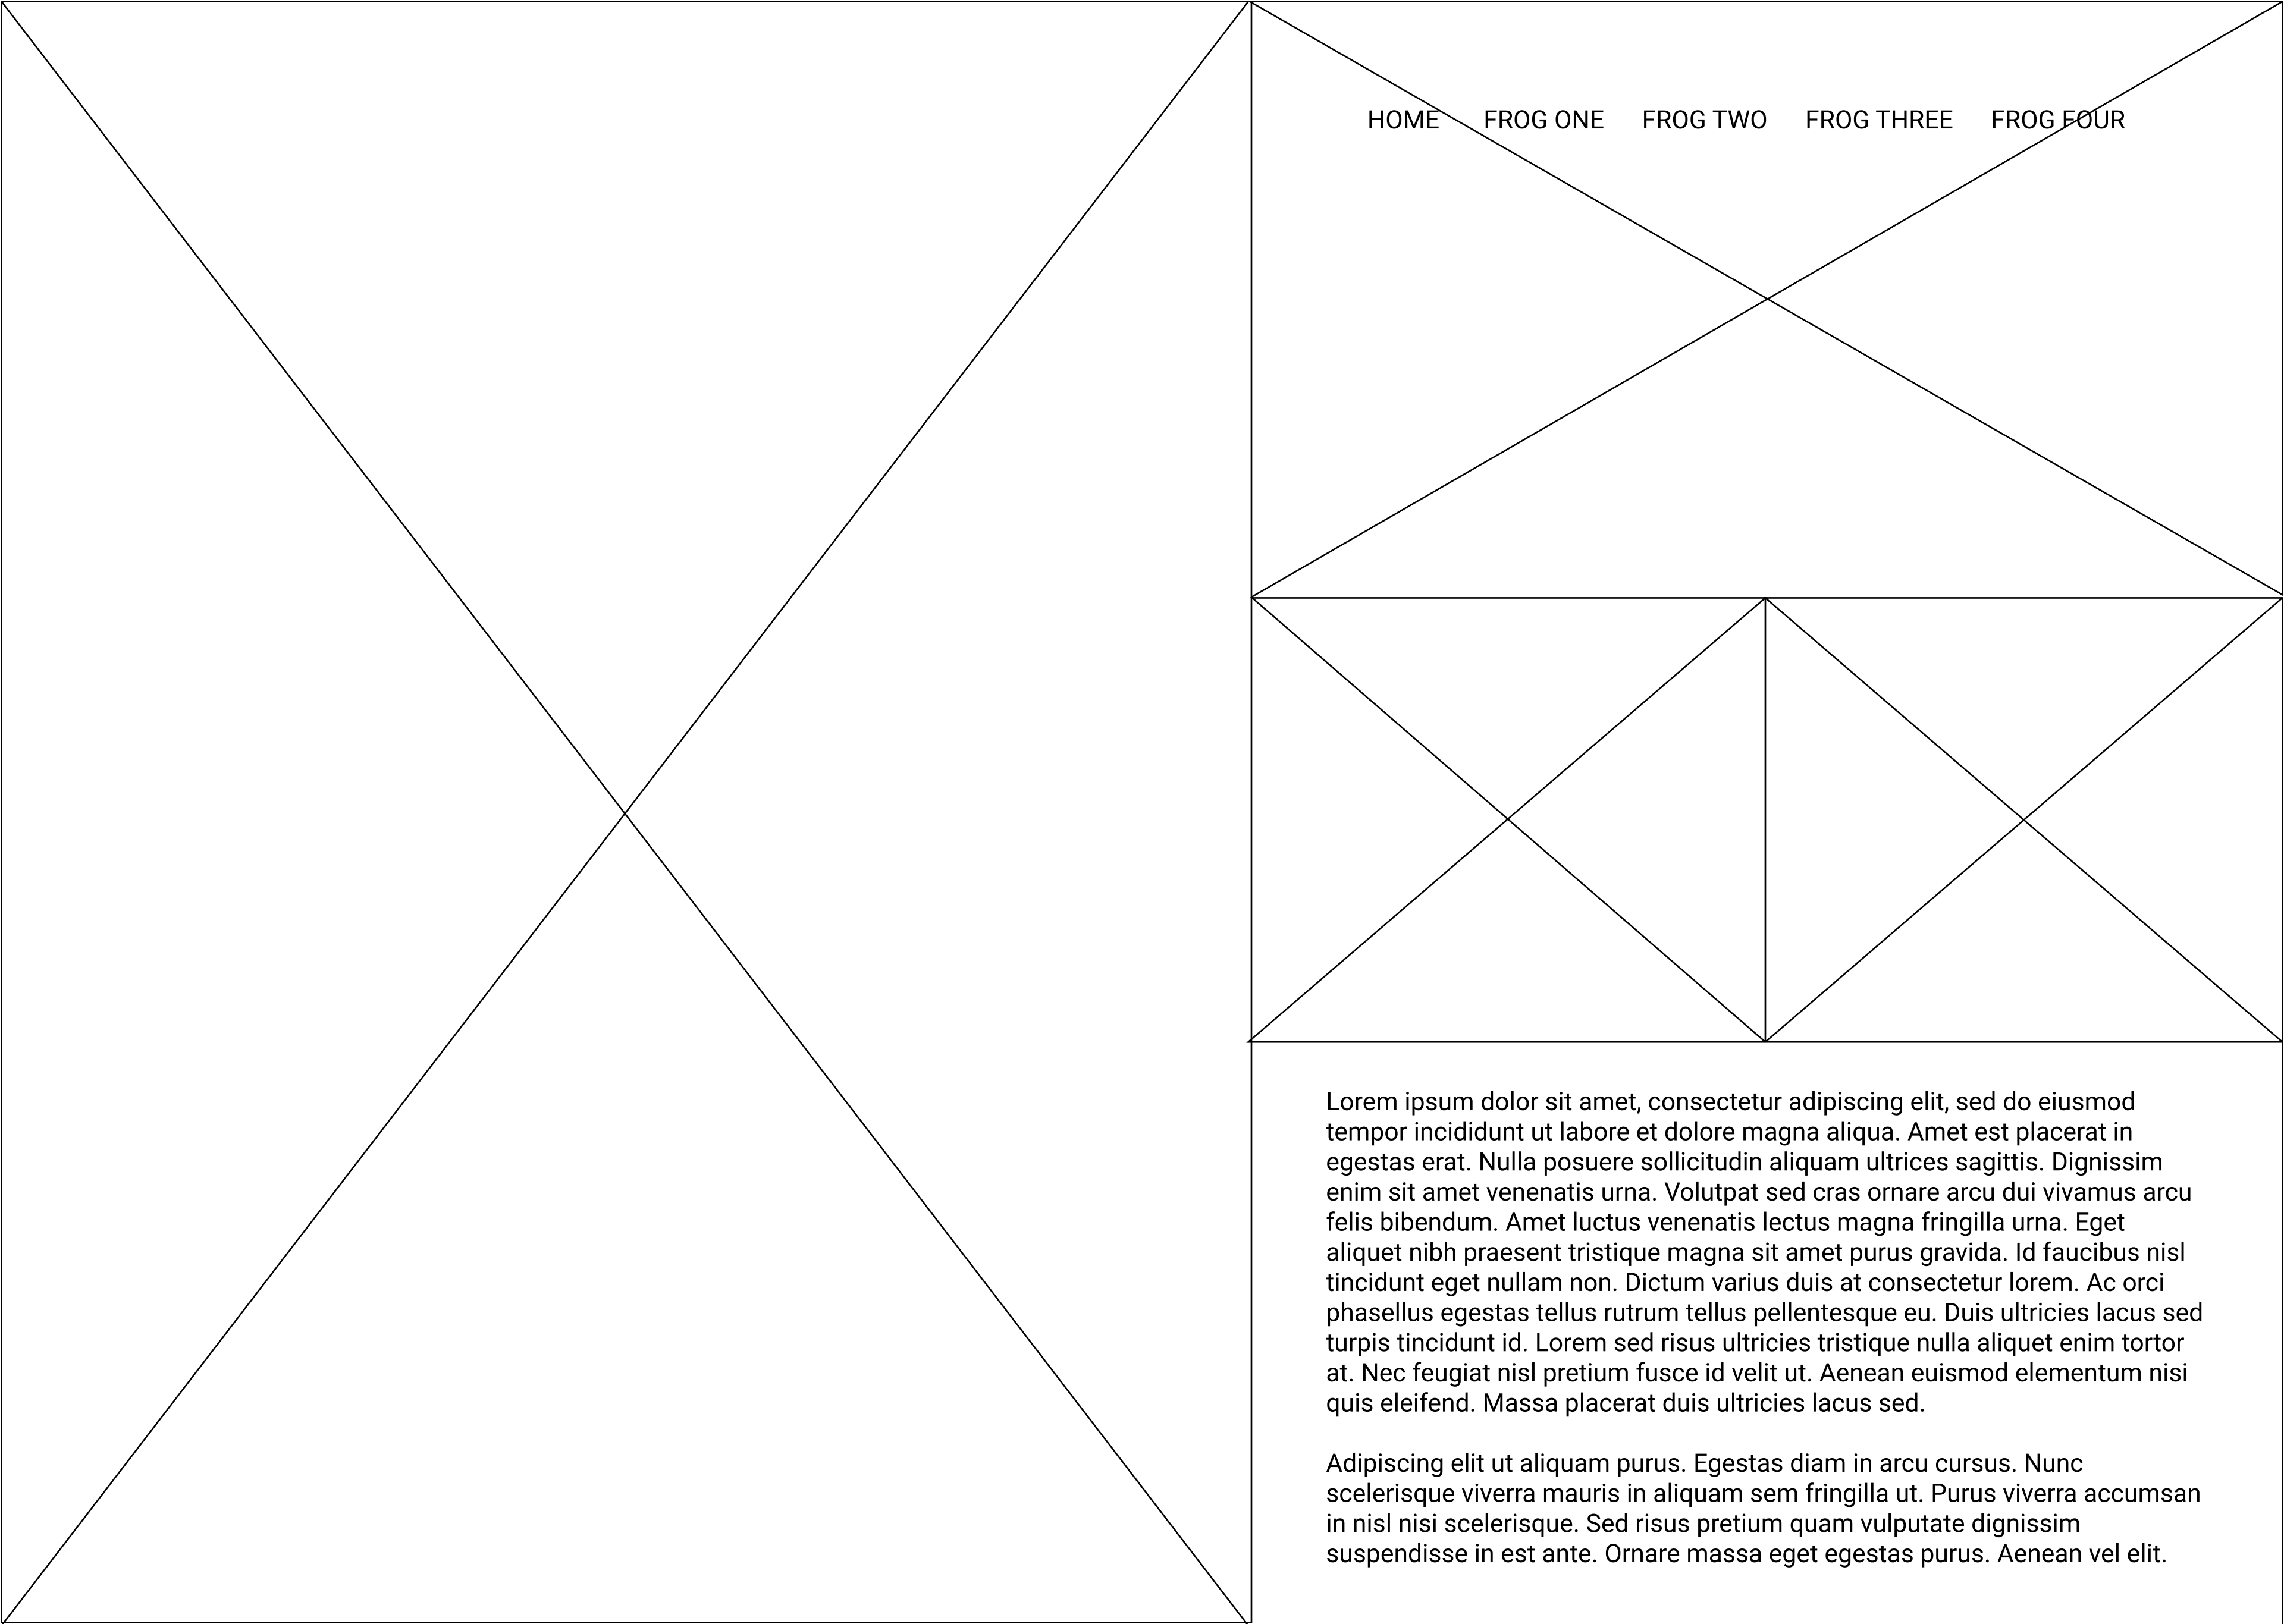 HOME FROG ONE FROG TWO FROG THREE FROG FOUR
Lorem ipsum dolor sit amet, consectetur adipiscing elit, sed do eiusmod
tempor incididunt ut labore et dolore magna aliqua. Amet est placerat in
egestas erat. Nulla posuere sollicitudin aliquam ultrices sagittis. Dignissim
enim sit amet venenatis urna. Volutpat sed cras ornare arcu dui vivamus arcu
felis bibendum. Amet luctus venenatis lectus magna fringilla urna. Eget
aliquet nibh praesent tristique magna sit amet purus gravida. Id faucibus nisl
tincidunt eget nullam non. Dictum varius duis at consectetur lorem. Ac orci
phasellus egestas tellus rutrum tellus pellentesque eu. Duis ultricies lacus sed
turpis tincidunt id. Lorem sed risus ultricies tristique nulla aliquet enim tortor
at. Nec feugiat nisl pretium fusce id velit ut. Aenean euismod elementum nisi
quis eleifend. Massa placerat duis ultricies lacus sed.
Adipiscing elit ut aliquam purus. Egestas diam in arcu cursus. Nunc
scelerisque viverra mauris in aliquam sem fringilla ut. Purus viverra accumsan
in nisl nisi scelerisque. Sed risus pretium quam vulputate dignissim
suspendisse in est ante. Ornare massa eget egestas purus. Aenean vel elit.